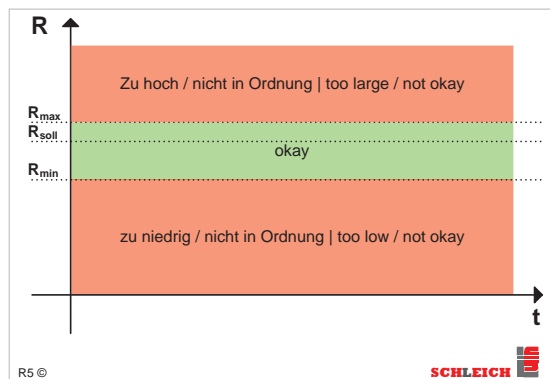 R
Zu hoch / nicht in Ordnung | too large / not okay
Rmax
Rsoll
okay
Rmin
zu niedrig / nicht in Ordnung | too low / not okay
t
R5 ©
SCHLEICH